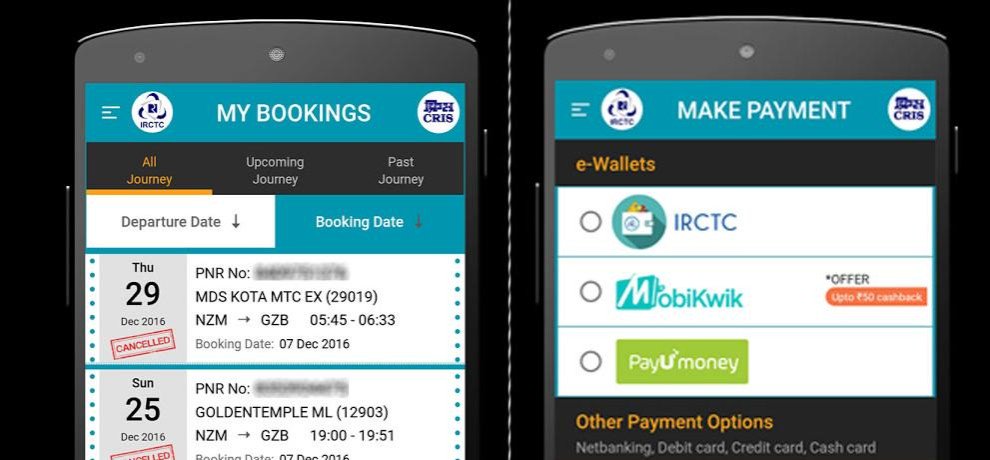 IRCTC
MY BOOKINGS
क्रिस
CRIS
All
Journey
Upcoming
Journey
Past
Journey
Departure Date ↓
Booking Date ↓
Thu
29
Dec 2016
CANCELLED
PNR No:
MDS KOTA MTC EX (29019)
NZM → GZB 05:45 - 06:33
Booking Date: 07 Dec 2016
Sun
25
Dec 2016
CANCELLED
PNR No:
GOLDENTEMPLE ML (12903)
NZM → GZB 19:00 - 19:51
Booking Date: 07 Dec 2016
IRCTC
MAKE PAYMENT
क्रिस
CRIS
e-Wallets
IRCTC
MobiKwik
*OFFER
Upto ₹50 cashback
PayUmoney
Other Payment Options
Netbanking, Debit card, Credit card, Cash card